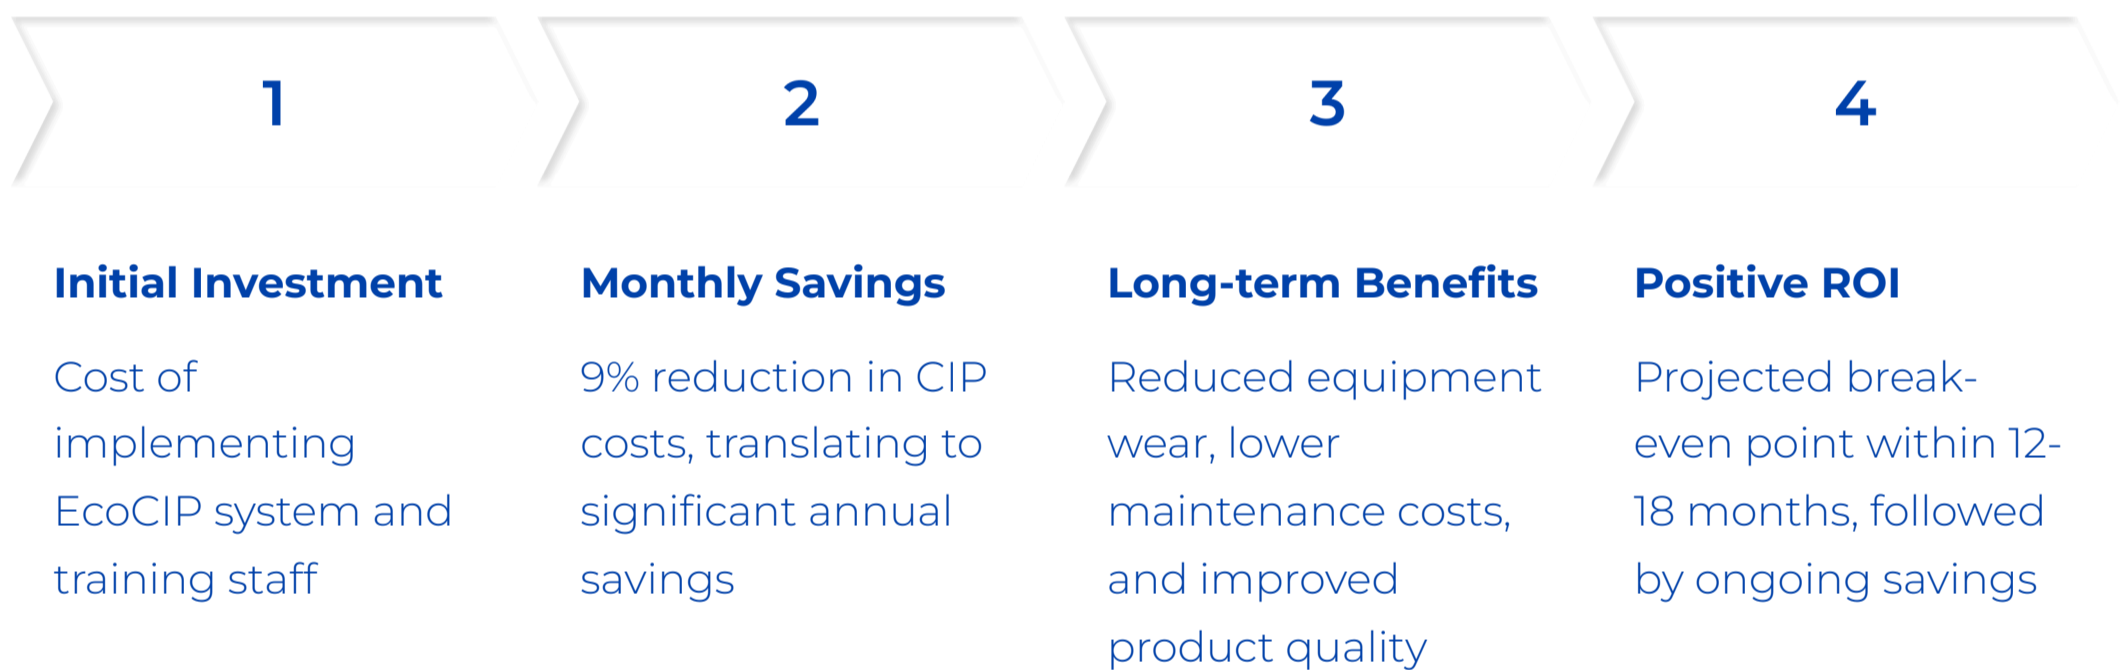 1
2
3
4
Initial Investment
Cost of
implementing
EcoCIP system and
training staff
Monthly Savings
9% reduction in CIP
costs, translating to
significant annual
savings
Long-term Benefits
Reduced equipment
wear, lower
maintenance costs,
and improved
product quality
Positive ROI
Projected break-
even point within 12-
18 months, followed
by ongoing savings